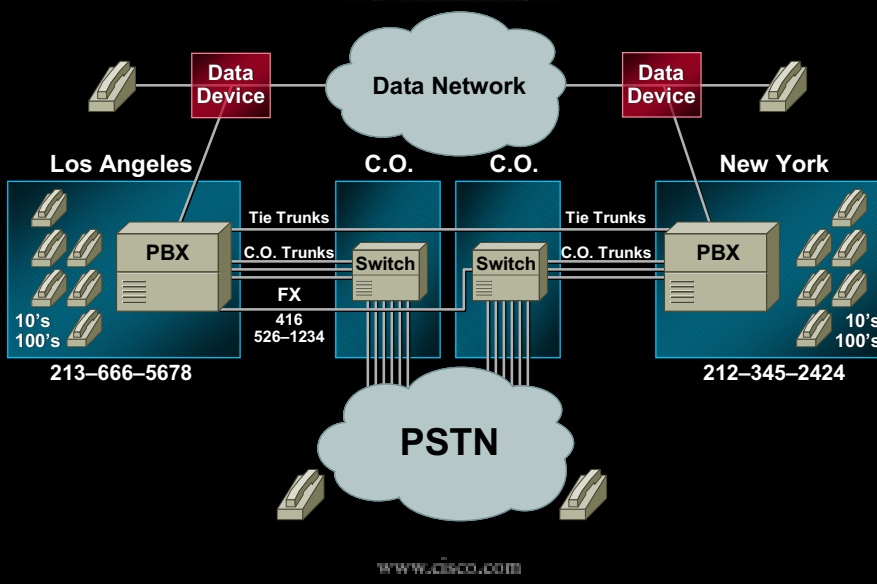 Data
Device
Data Network
Data
Device
Los Angeles
C.O.
C.O.
New York
Tie Trunks
Tie Trunks
PBX
C.O. Trunks
Switch
Switch
C.O. Trunks
PBX
FX
416
526–1234
10's
100's
10's
100's
213–666–5678
212–345–2424
PSTN
www.cisco.com